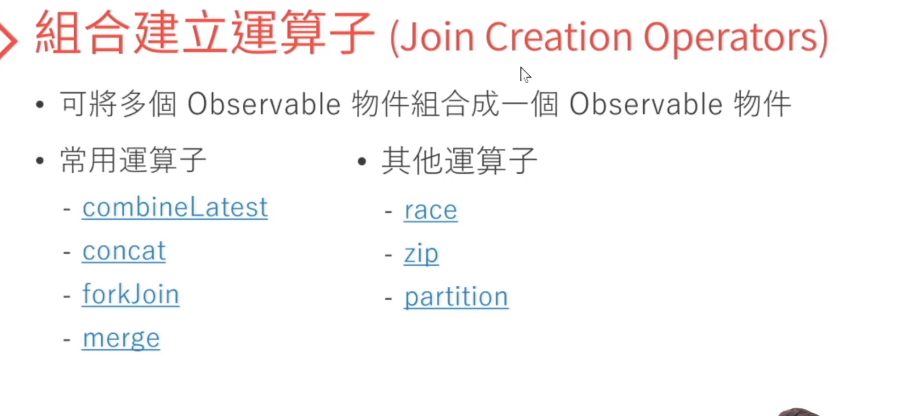 組合建立運算子 (Join Creation Operators)
• 可將多個 Observable 物件組合成一個 Observable 物件
• 常用運算子
- combineLatest
- concat
- forkJoin
- merge
• 其他運算子
- race
- zip
- partition